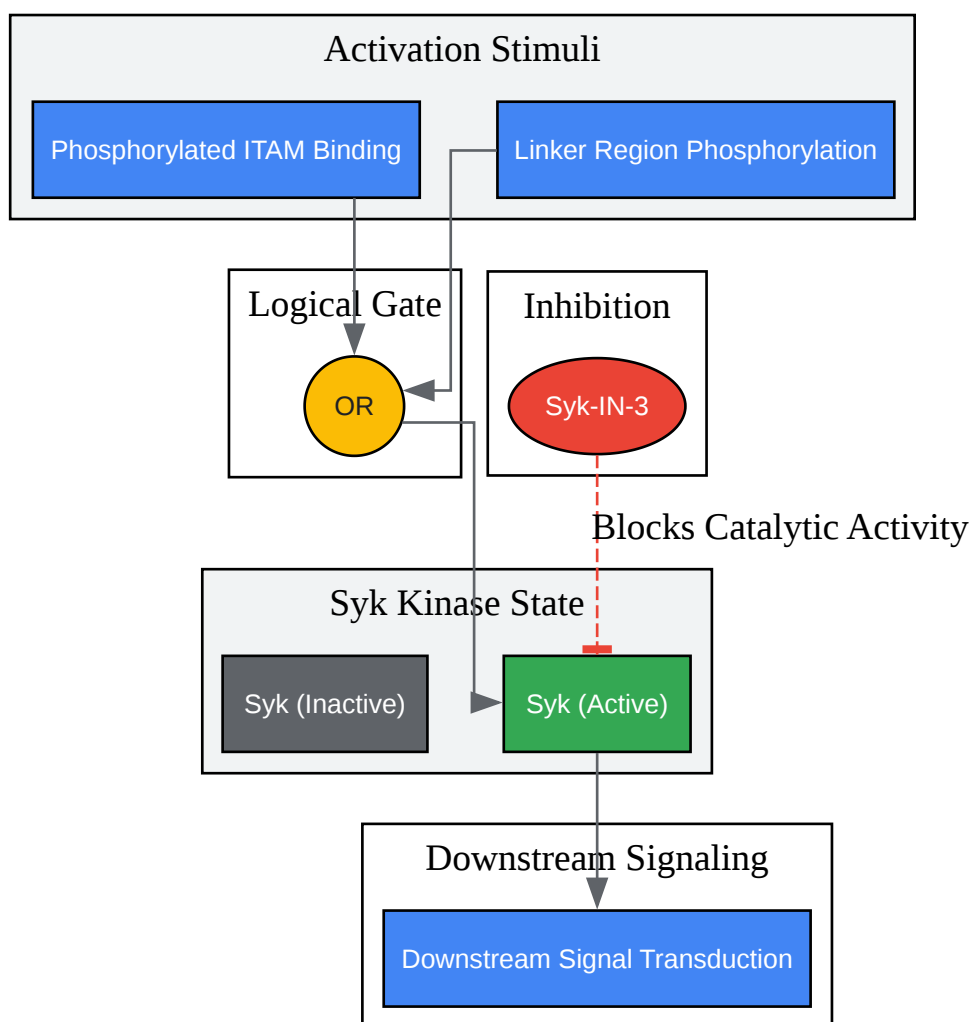 Activation Stimuli
Phosphorylated ITAM Binding
Linker Region Phosphorylation
Logical Gate
OR
Inhibition
Syk-IN-3
Blocks Catalytic Activity
Syk Kinase State
Syk (Inactive)
Syk (Active)
Downstream Signaling
Downstream Signal Transduction